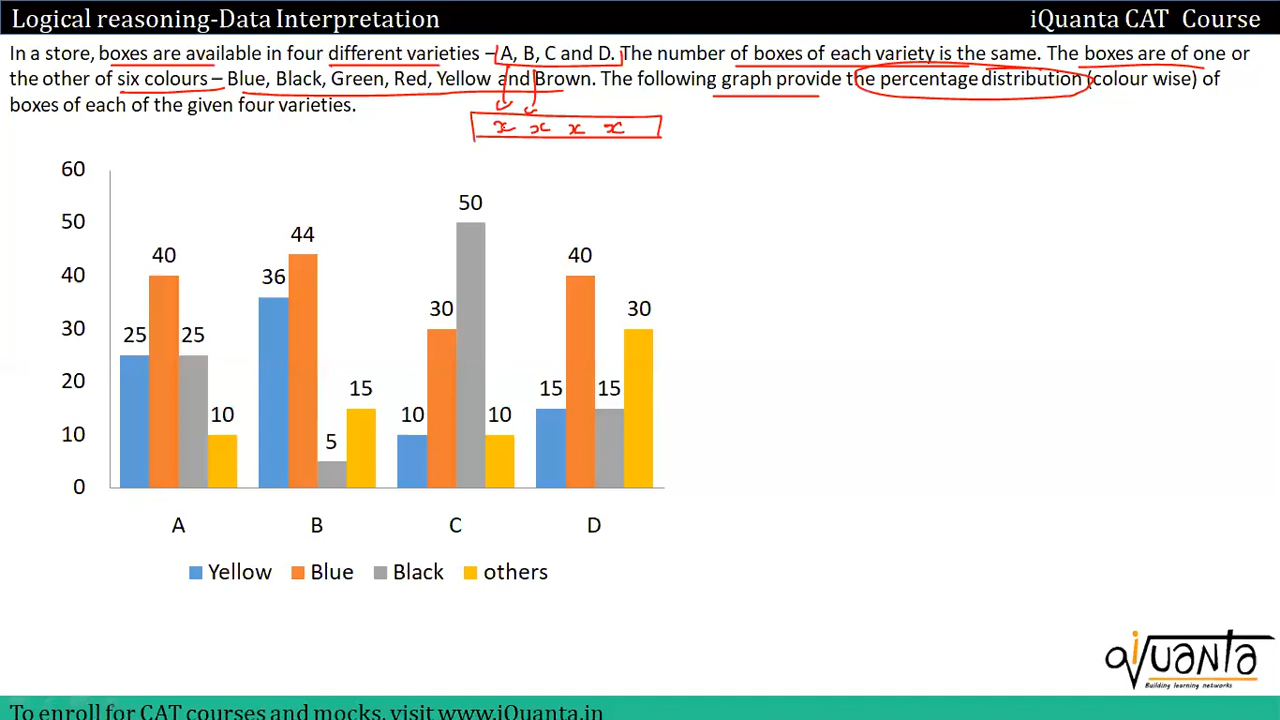 Logical reasoning-Data Interpretation
iQuanta CAT Course
In a store, boxes are available in four different varieties – A, B, C and D. The number of boxes of each variety is the same. The boxes are of one or
the other of six colours – Blue, Black, Green, Red, Yellow and Brown. The following graph provide the percentage distribution (colour wise) of
boxes of each of the given four varieties.
x x x x
60
50
40
30
20
10
0
25 40 25 10
36 44 5 15
10 30 50 10
15 40 15 30
A B C D
Yellow Blue Black others
iQuanta
Building learning networks
To enroll for CAT courses and mocks, visit www.iQuanta.in